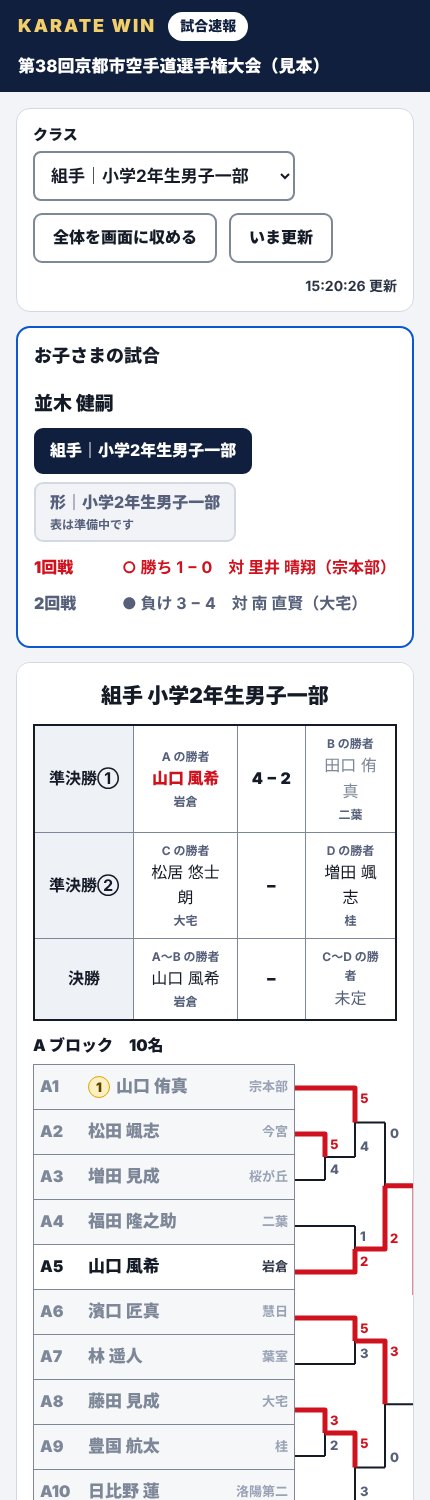 KARATE WIN 試合速報
第38回京都市空手道選手権大会（見本）
クラス
組手｜小学2年生男子一部
全体を画面に収める いま更新
15:20:26 更新
お子さまの試合
並木 健嗣
組手｜小学2年生男子一部
形｜小学2年生男子一部
表は準備中です
1回戦 ○ 勝ち 1 − 0 対 里井 晴翔（宗本部）
2回戦 ● 負け 3 − 4 対 南 直賢（大宅）
組手 小学2年生男子一部
準決勝①
A の勝者
山口 風希
岩倉
4 − 2
B の勝者
田口 侑
真
二葉
準決勝②
C の勝者
松居 悠士
朗
大宅
−
D の勝者
増田 颯
志
桂
決勝
A〜B の勝者
山口 風希
岩倉
−
C〜D の勝
者
未定
A ブロック 10名
A1 1 山口 侑真 宗本部
5
A2 松田 颯志 今宮
0
5
4
A3 増田 見成 桜が丘
4
A4 福田 隆之助 二葉
1
2
A5 山口 風希 岩倉
2
A6 濱口 匠真 慧日
5
A7 林 遥人 葉室
3
3
A8 藤田 見成 大宅
3
A9 豊国 航太 桂
2
5
0
A10 日比野 蓮 洛陽第二
3